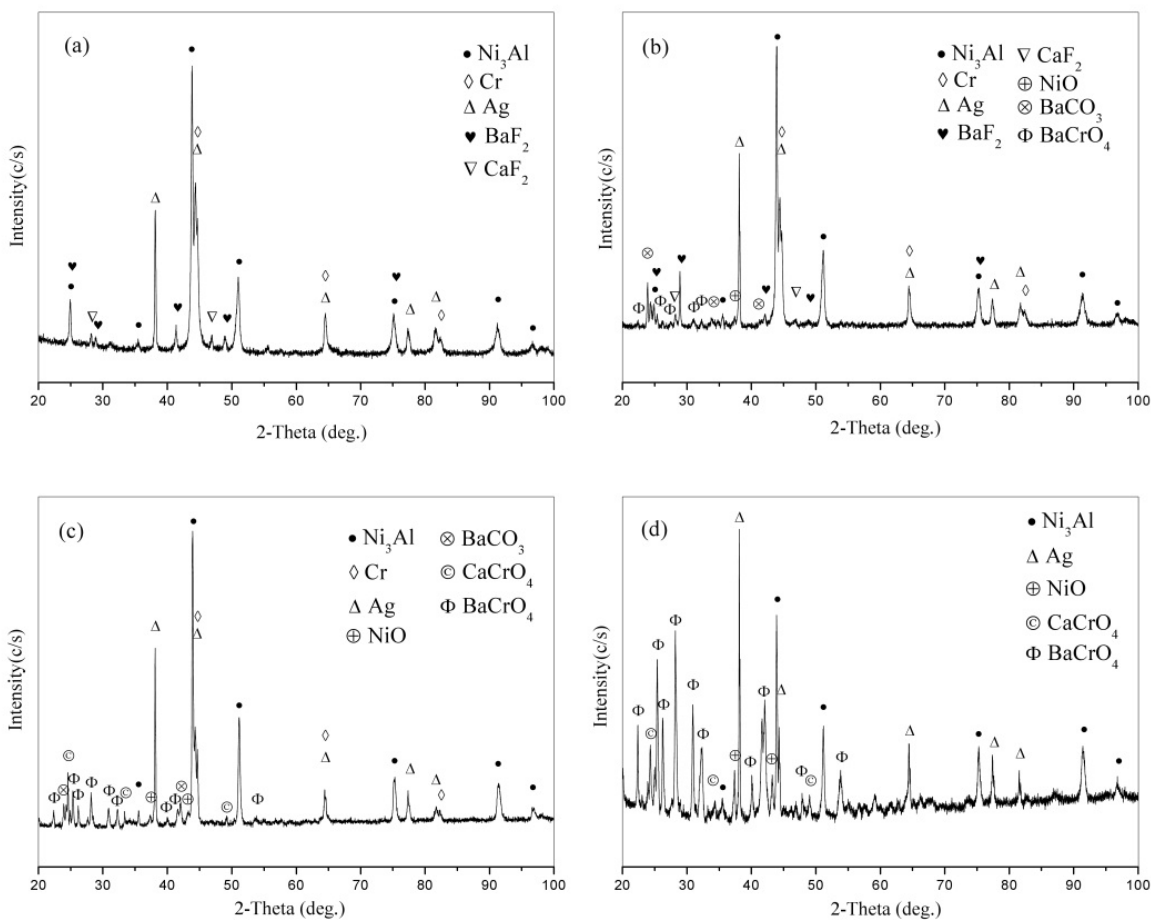 (a)
● Ni₃Al
◊ Cr
Δ Ag
♥ BaF₂
∇ CaF₂
Intensity(c/s)
20 30 40 50 60 70 80 90 100
2-Theta (deg.)
(b)
● Ni₃Al ∇ CaF₂
◊ Cr ⊕ NiO
Δ Ag ⊗ BaCO₃
♥ BaF₂ Φ BaCrO₄
Intensity(c/s)
20 30 40 50 60 70 80 90 100
2-Theta (deg.)
(c)
● Ni₃Al ⊗ BaCO₃
◊ Cr © CaCrO₄
Δ Ag Φ BaCrO₄
⊕ NiO
Intensity(c/s)
20 30 40 50 60 70 80 90 100
2-Theta (deg.)
(d)
● Ni₃Al
Δ Ag
⊕ NiO
© CaCrO₄
Φ BaCrO₄
Intensity(c/s)
20 30 40 50 60 70 80 90 100
2-Theta (deg.)